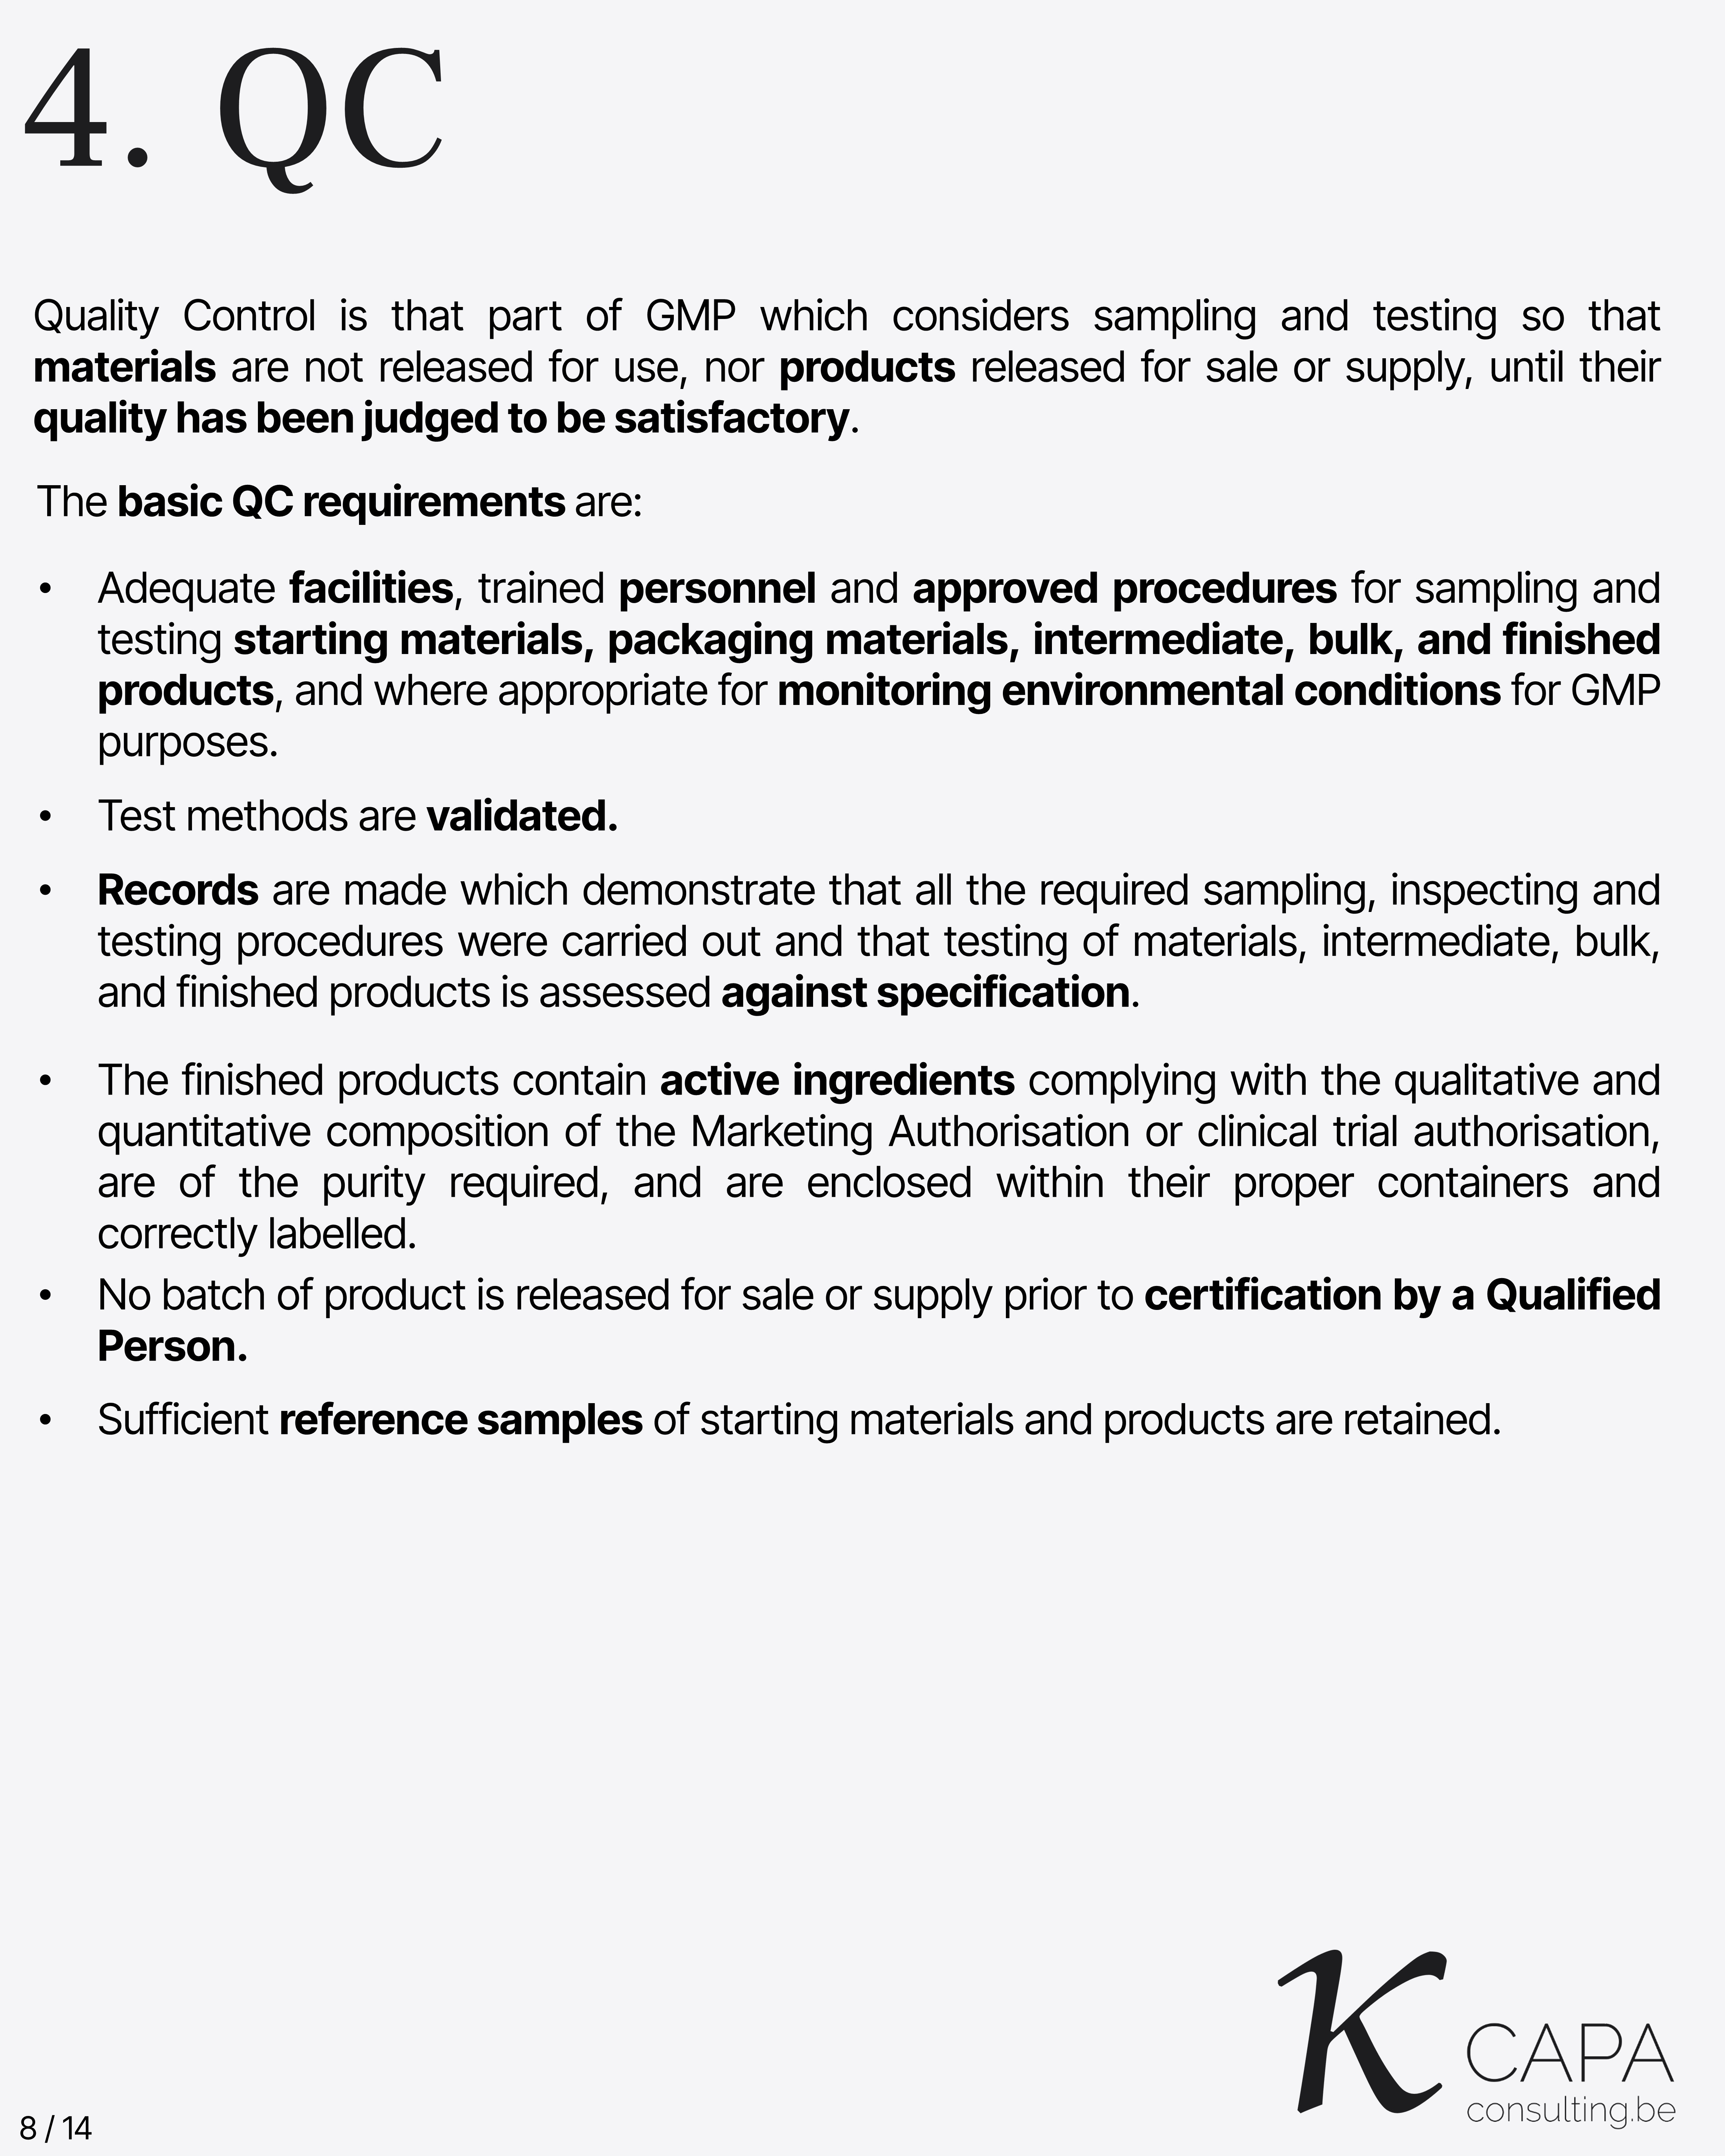 4. QC
Quality Control is that part of GMP which considers sampling and testing so that
materials are not released for use, nor products released for sale or supply, until their
quality has been judged to be satisfactory.
The basic QC requirements are:
• Adequate facilities, trained personnel and approved procedures for sampling and
testing starting materials, packaging materials, intermediate, bulk, and finished
products, and where appropriate for monitoring environmental conditions for GMP
purposes.
• Test methods are validated.
• Records are made which demonstrate that all the required sampling, inspecting and
testing procedures were carried out and that testing of materials, intermediate, bulk,
and finished products is assessed against specification.
• The finished products contain active ingredients complying with the qualitative and
quantitative composition of the Marketing Authorisation or clinical trial authorisation,
are of the purity required, and are enclosed within their proper containers and
correctly labelled.
• No batch of product is released for sale or supply prior to certification by a Qualified
Person.
• Sufficient reference samples of starting materials and products are retained.
K CAPA
consulting.be
8 / 14